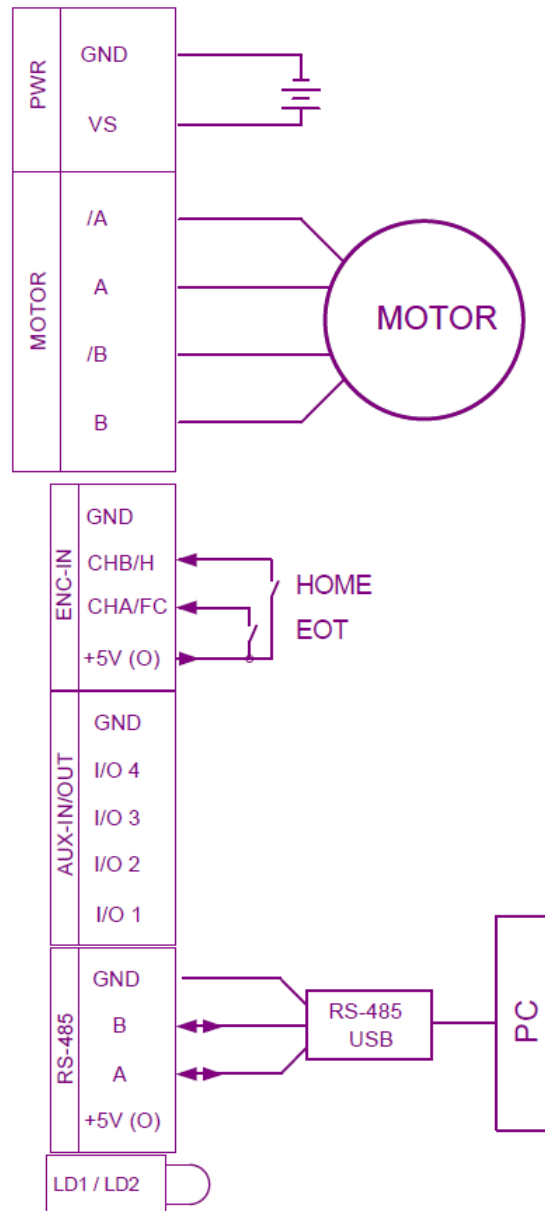 PWR
GND
VS
MOTOR
/A
A
/B
B
MOTOR
ENC-IN
GND
CHB/H
CHA/FC
+5V (O)
HOME
EOT
AUX-IN/OUT
GND
I/O 4
I/O 3
I/O 2
I/O 1
RS-485
GND
B
A
+5V (O)
RS-485
USB
PC
LD1 / LD2